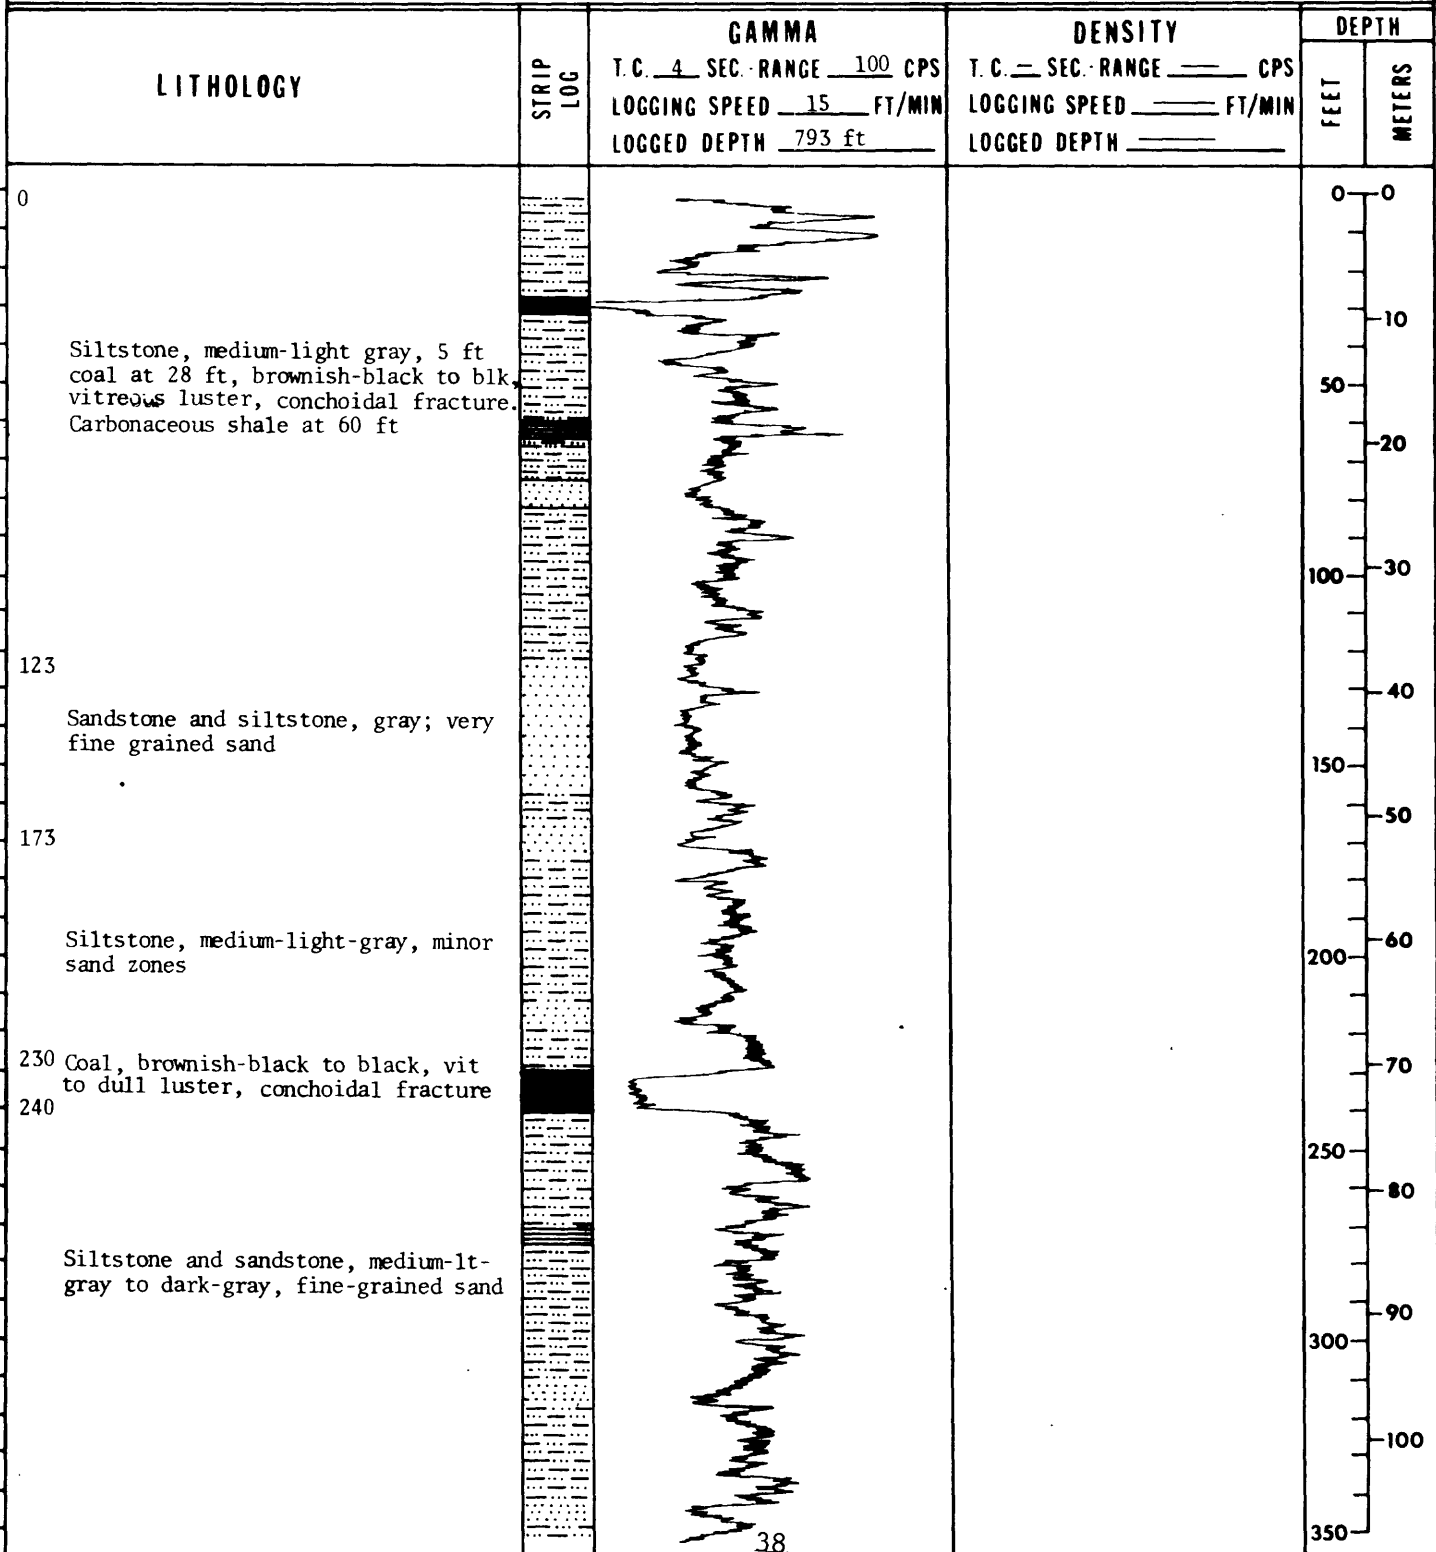 LITHOLOGY
STRIP LOG
GAMMA
T.C. 4 SEC. RANGE 100 CPS
LOGGING SPEED 15 FT/MIN
LOGGED DEPTH 793 ft
DENSITY
T.C. — SEC. RANGE — CPS
LOGGING SPEED — FT/MIN
LOGGED DEPTH —
DEPTH
FEET
METERS
0
Siltstone, medium-light gray, 5 ft
coal at 28 ft, brownish-black to blk,
vitreous luster, conchoidal fracture.
Carbonaceous shale at 60 ft
123
Sandstone and siltstone, gray; very
fine grained sand
173
Siltstone, medium-light-gray, minor
sand zones
230 Coal, brownish-black to black, vit
to dull luster, conchoidal fracture
240
Siltstone and sandstone, medium-lt-
gray to dark-gray, fine-grained sand
38
0
50
100
150
200
250
300
350
0
10
20
30
40
50
60
70
80
90
100